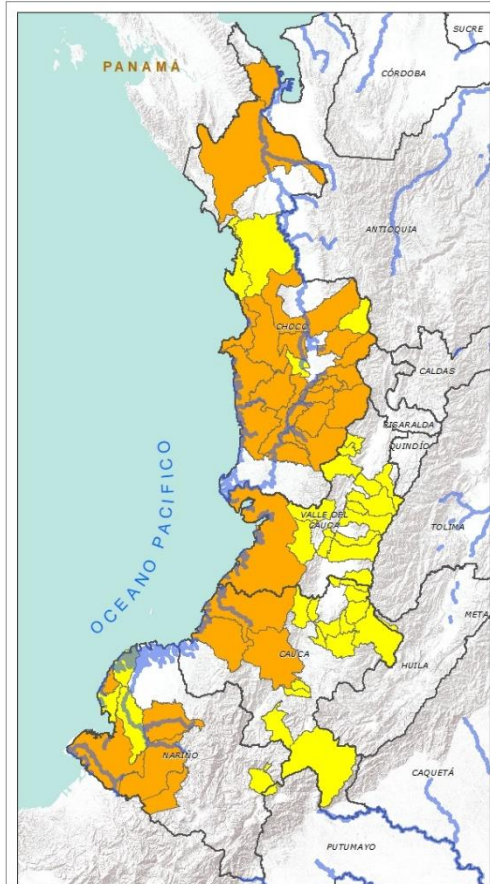 SUCRE
PANAMÁ
CÓRDOBA
ANTIOQUIA
CHOCÓ
CALDAS
RISARALDA
QUINDÍO
OCEANO PACIFICO
VALLE DEL
CAUCA
TOLIMA
META
CAUCA
HUILA
NARIÑO
CAQUETÁ
PUTUMAYO